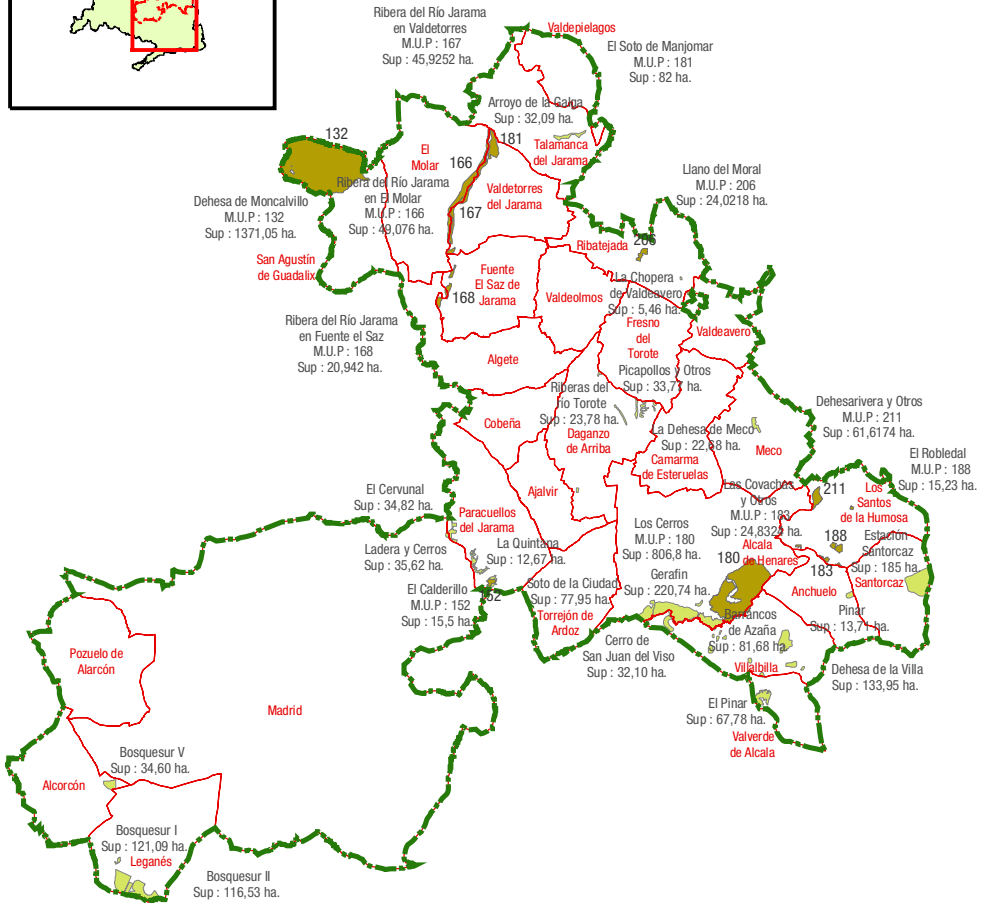 Ribera del Río Jarama
en Valdetorres
M.U.P : 167
Sup : 45,9252 ha.
Valdepielagos
El Soto de Manjomar
M.U.P : 181
Sup : 82 ha.
Arroyo de la Galga
Sup : 32,09 ha.
132
181
El
Molar
166
Talamanca
del Jarama
Llano del Moral
M.U.P : 206
Sup : 24,0218 ha.
Dehesa de Moncalvillo
M.U.P : 132
Sup : 1371,05 ha.
Ribera del Río Jarama
en El Molar
M.U.P : 166
Sup : 49,076 ha.
167
Valdetorres
del Jarama
Ribatejada
206
San Agustín
de Guadalix
Fuente
El Saz de
Jarama
168
Valdeolmos
La Chopera
de Valdeavero
Sup : 5,46 ha.
Ribera del Río Jarama
en Fuente el Saz
M.U.P : 168
Sup : 20,942 ha.
Fresno
del
Torote
Valdeavero
Algete
Picapollos y Otros
Sup : 33,77 ha.
Riberas del
río Torote
Sup : 23,78 ha.
Dehesarivera y Otros
M.U.P : 211
Sup : 61,6174 ha.
Cobeña
Daganzo
de Arriba
La Dehesa de Meco
Sup : 22,68 ha.
Meco
Camarma
de Esteruelas
El Robledal
M.U.P : 188
Sup : 15,23 ha.
Ajalvir
Las Covachas
y Otros
M.U.P : 183
Sup : 24,8324 ha.
211
Los
Santos
de la Humosa
El Cervunal
Sup : 34,82 ha.
Paracuellos
del Jarama
Los Cerros
M.U.P : 180
Sup : 806,8 ha.
188
Estación
Santorcaz
Sup : 185 ha.
Ladera y Cerros
Sup : 35,62 ha.
La Quintana
Sup : 12,67 ha.
180
Alcala
de Henares
183
Santorcaz
El Calderillo
M.U.P : 152
Sup : 15,5 ha.
152
Soto de la Ciudad
Sup : 77,95 ha.
Gerafin
Sup : 220,74 ha.
Anchuelo
Torrejón de
Ardoz
Barrancos
de Azaña
Sup : 81,68 ha.
Pinar
Sup : 13,71 ha.
Cerro de
San Juan del Viso
Sup : 32,10 ha.
Villalbilla
Dehesa de la Villa
Sup : 133,95 ha.
Pozuelo de
Alarcón
Madrid
El Pinar
Sup : 67,78 ha.
Valverde
de Alcala
Bosquesur V
Sup : 34,60 ha.
Alcorcón
Bosquesur I
Sup : 121,09 ha.
Leganés
Bosquesur II
Sup : 116,53 ha.